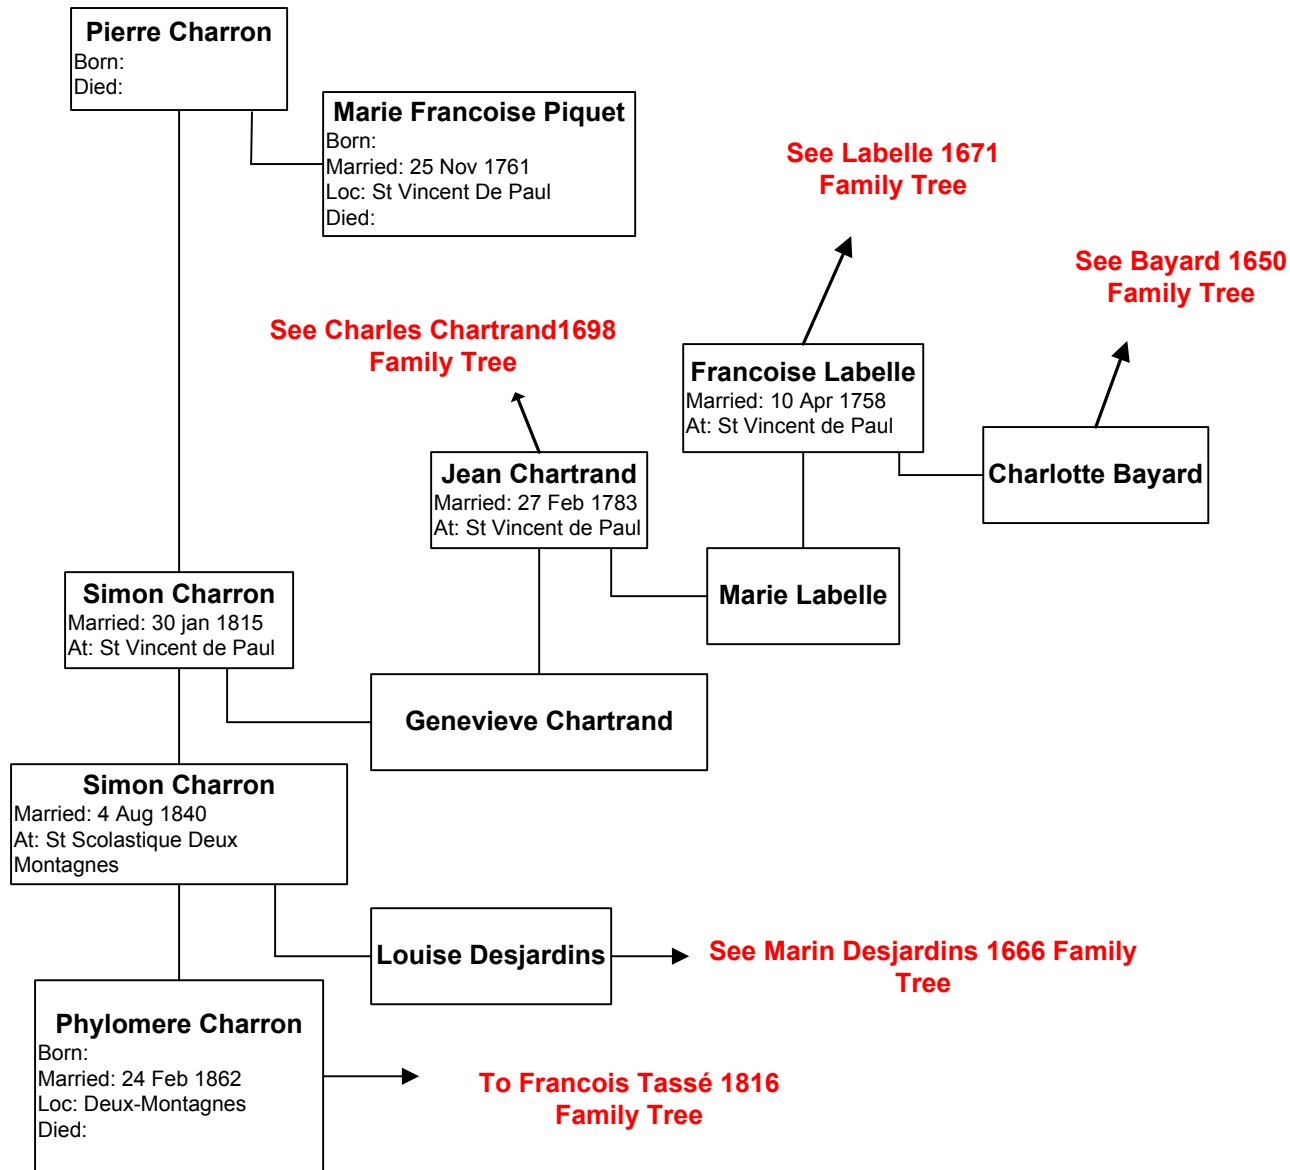 Pierre Charron
Born:
Died:
Marie Francoise Piquet
Born:
Married: 25 Nov 1761
Loc: St Vincent De Paul
Died:
See Labelle 1671
Family Tree
See Bayard 1650
Family Tree
See Charles Chartrand1698
Family Tree
Francoise Labelle
Married: 10 Apr 1758
At: St Vincent de Paul
Charlotte Bayard
Jean Chartrand
Married: 27 Feb 1783
At: St Vincent de Paul
Marie Labelle
Simon Charron
Married: 30 jan 1815
At: St Vincent de Paul
Genevieve Chartrand
Simon Charron
Married: 4 Aug 1840
At: St Scolastique Deux
Montagnes
Louise Desjardins
See Marin Desjardins 1666 Family
Tree
Phylomere Charron
Born:
Married: 24 Feb 1862
Loc: Deux-Montagnes
Died:
To Francois Tassé 1816
Family Tree